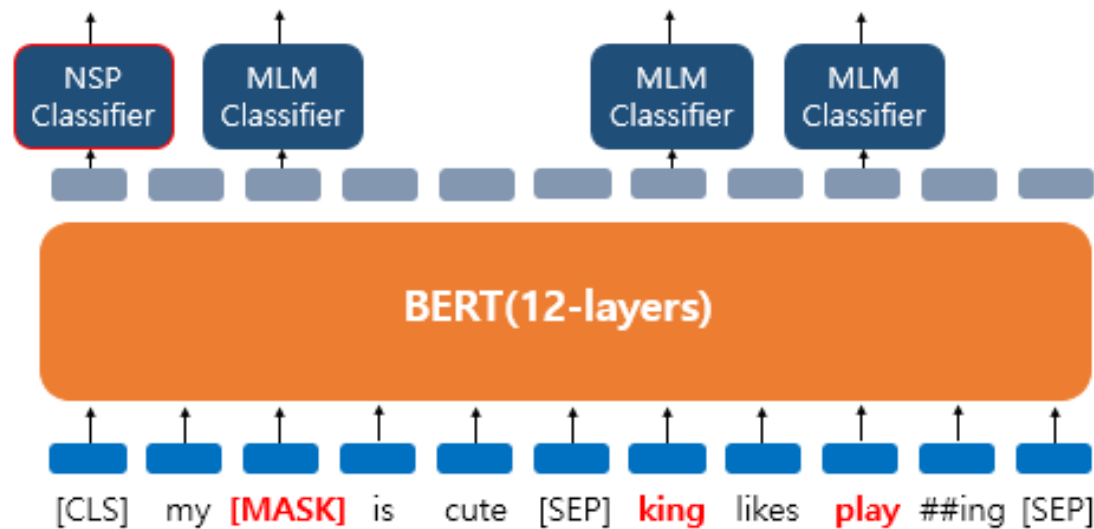 NSP
Classifier
MLM
Classifier
MLM
Classifier
MLM
Classifier
BERT(12-layers)
[CLS] my [MASK] is cute [SEP] king likes play ##ing [SEP]